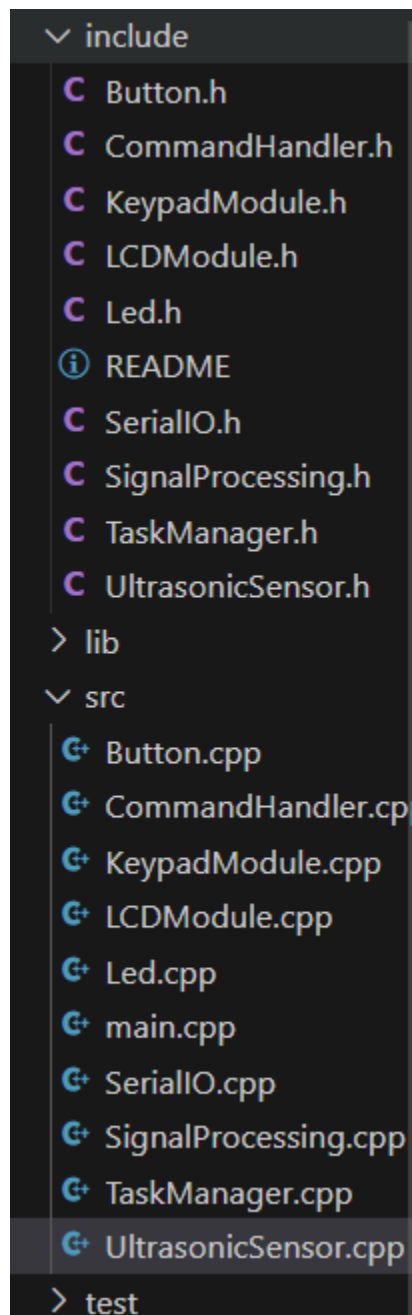 include
Button.h
CommandHandler.h
KeypadModule.h
LCDModule.h
Led.h
README
SerialIO.h
SignalProcessing.h
TaskManager.h
UltrasonicSensor.h
lib
src
Button.cpp
CommandHandler.cp
KeypadModule.cpp
LCDModule.cpp
Led.cpp
main.cpp
SerialIO.cpp
SignalProcessing.cpp
TaskManager.cpp
UltrasonicSensor.cpp
test